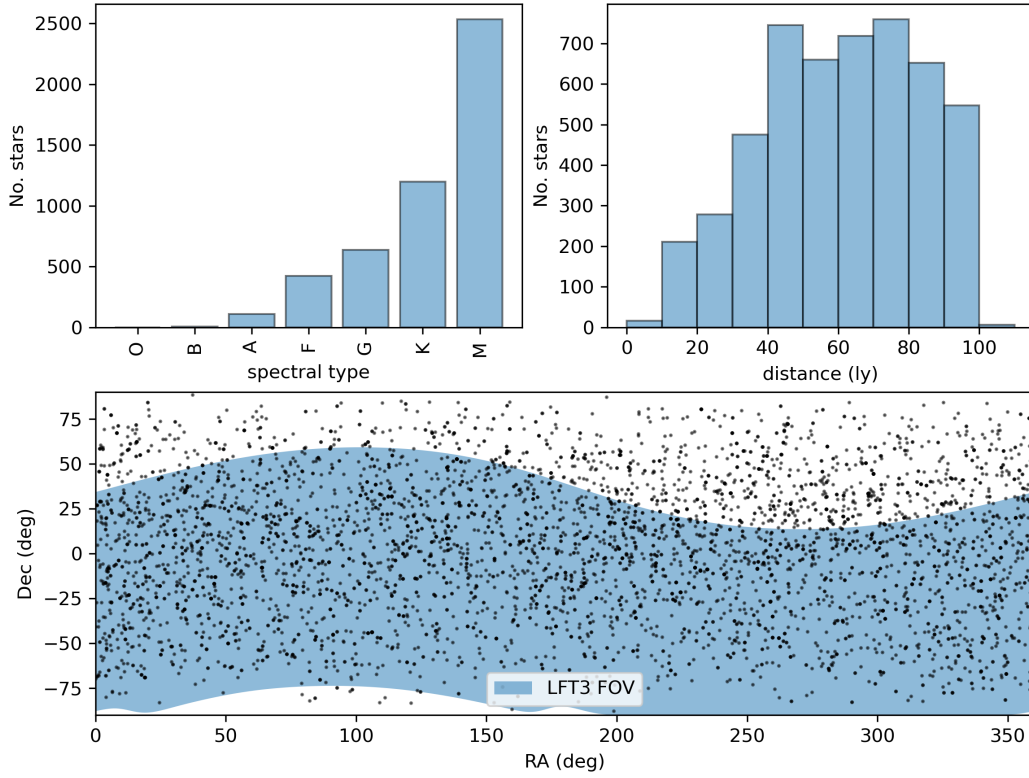 2500
2000
1500
1000
500
0
No. stars
O B A F G K M
spectral type
700
600
500
400
300
200
100
0
No. stars
0 20 40 60 80 100
distance (ly)
75
50
25
0
−25
−50
−75
Dec (deg)
LFT3 FOV
0 50 100 150 200 250 300 350
RA (deg)